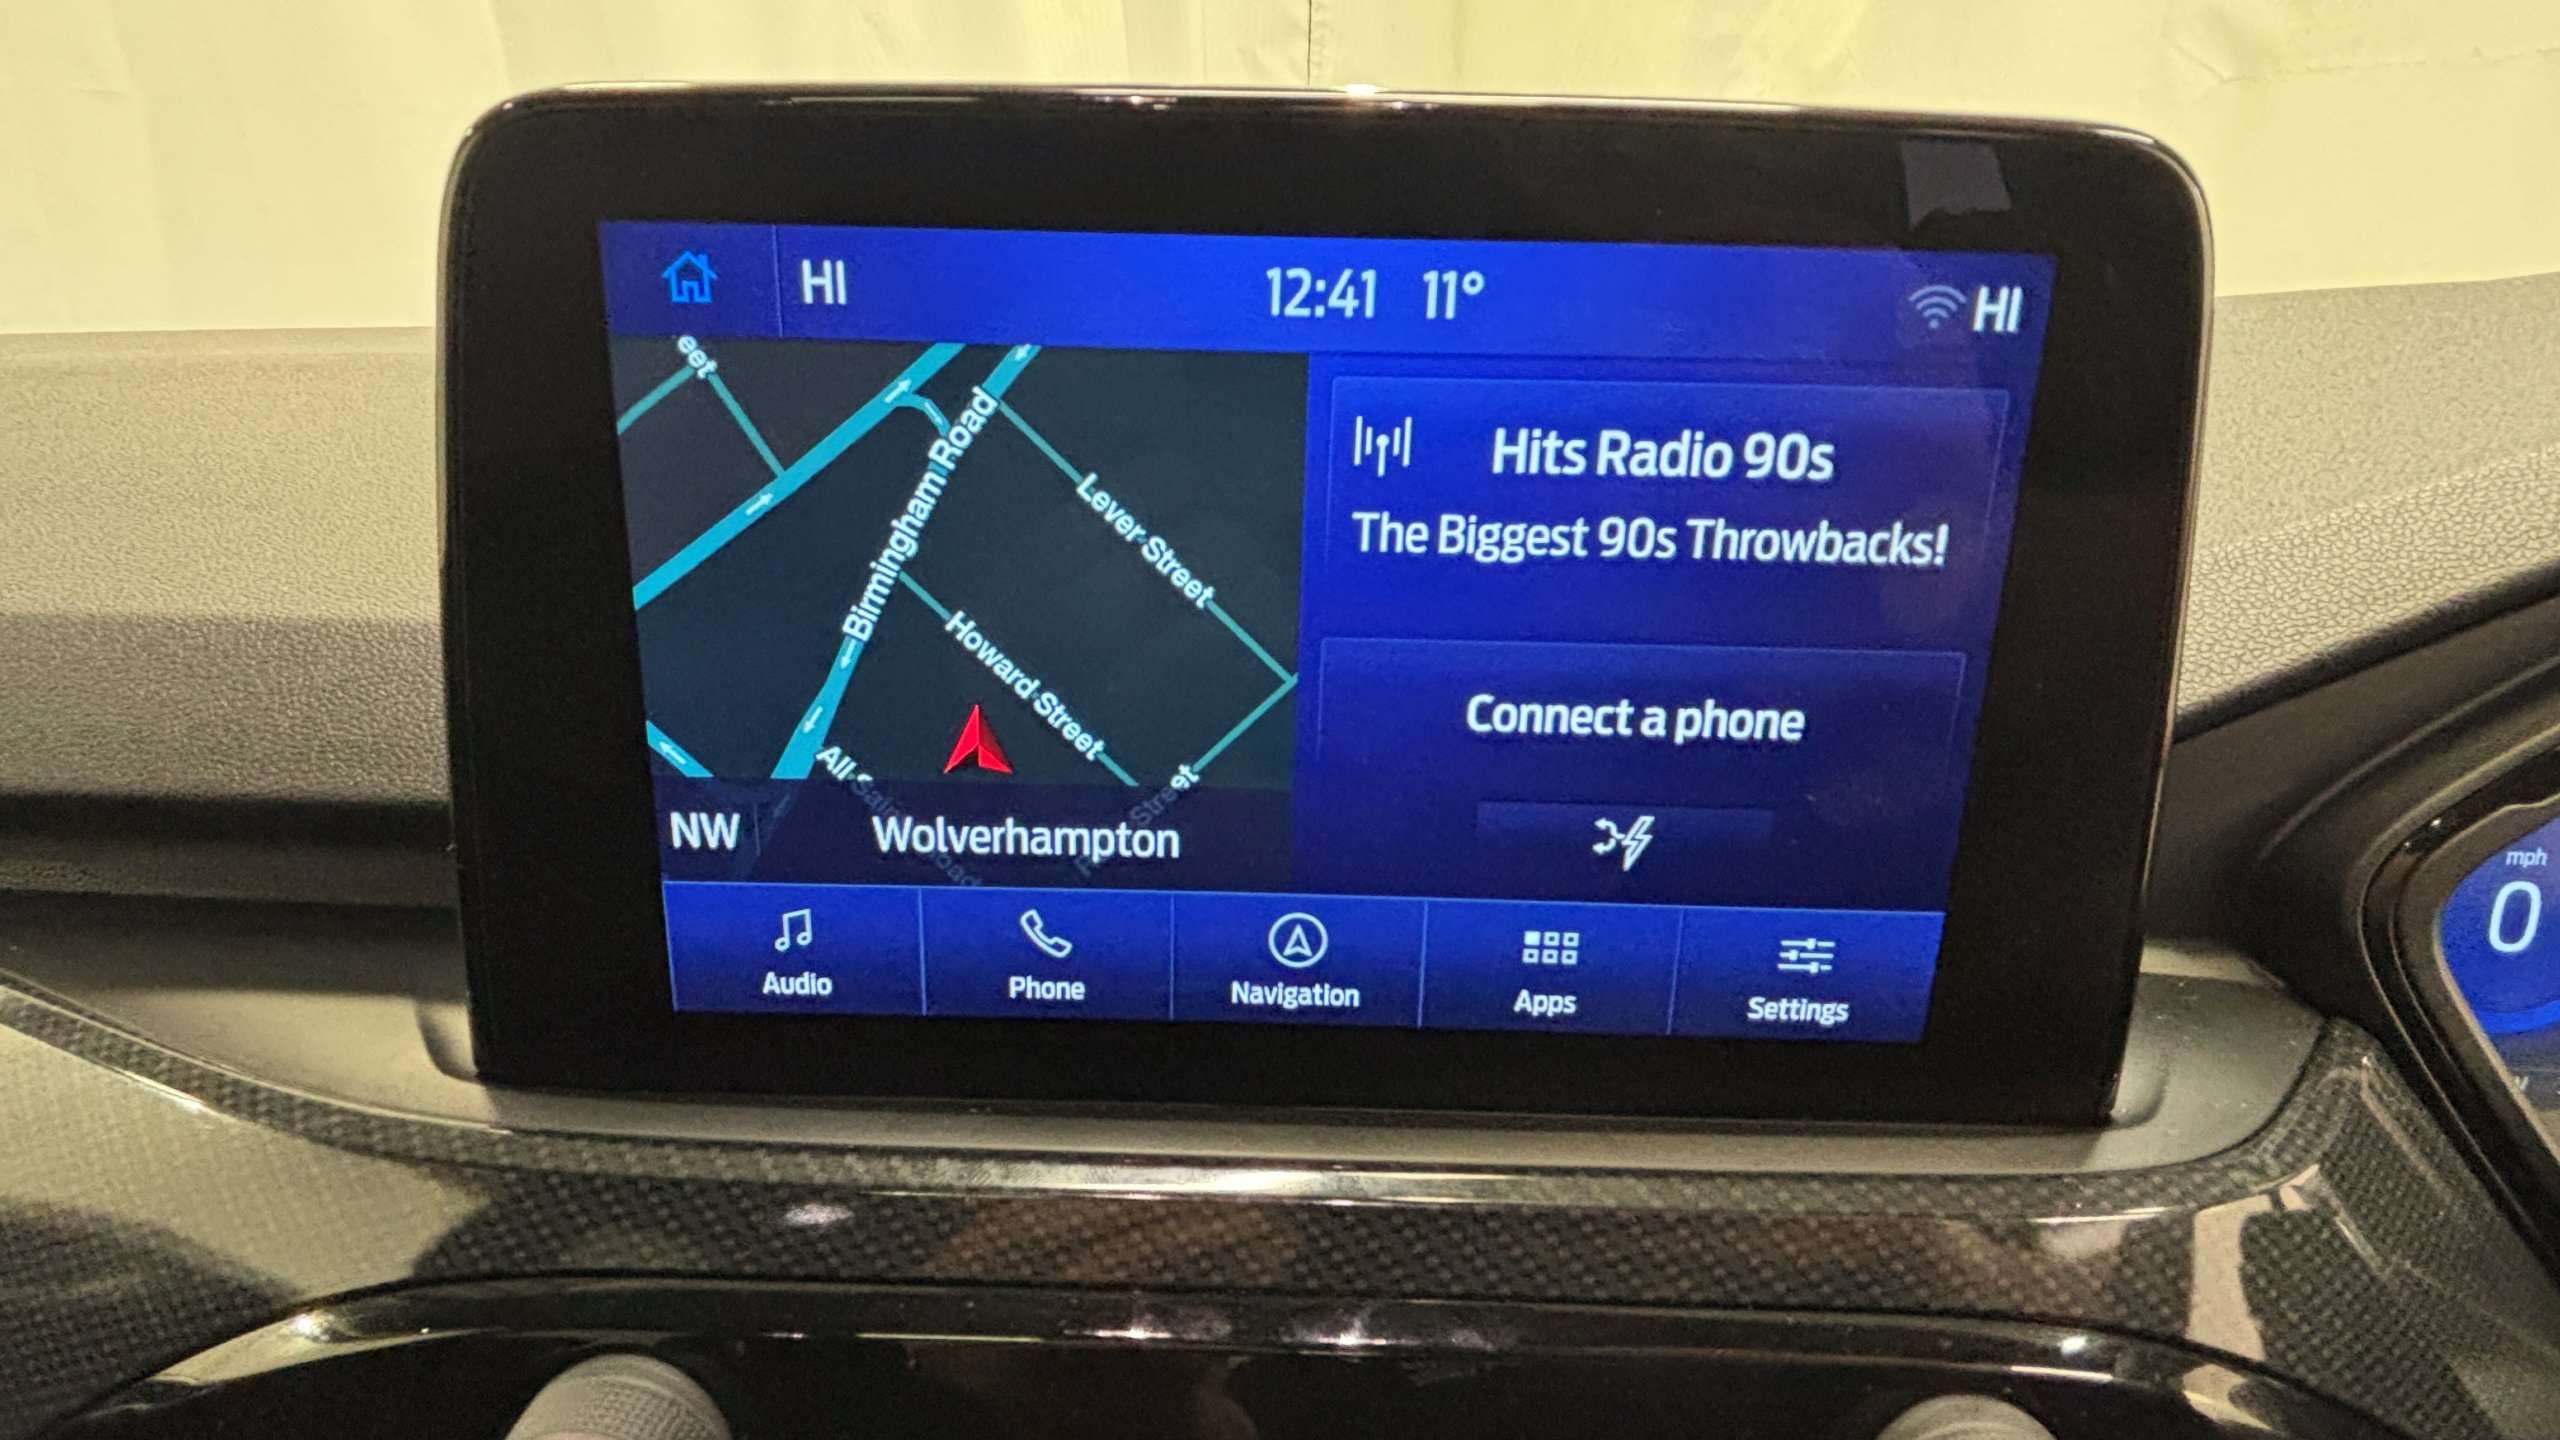 HI
12:41 11°
HI
eet
Birmingham Road
Lever Street
Howard Street
Street
NW
Wolverhampton
Hits Radio 90s
The Biggest 90s Throwbacks!
Connect a phone
Audio
Phone
Navigation
Apps
Settings
mph
0